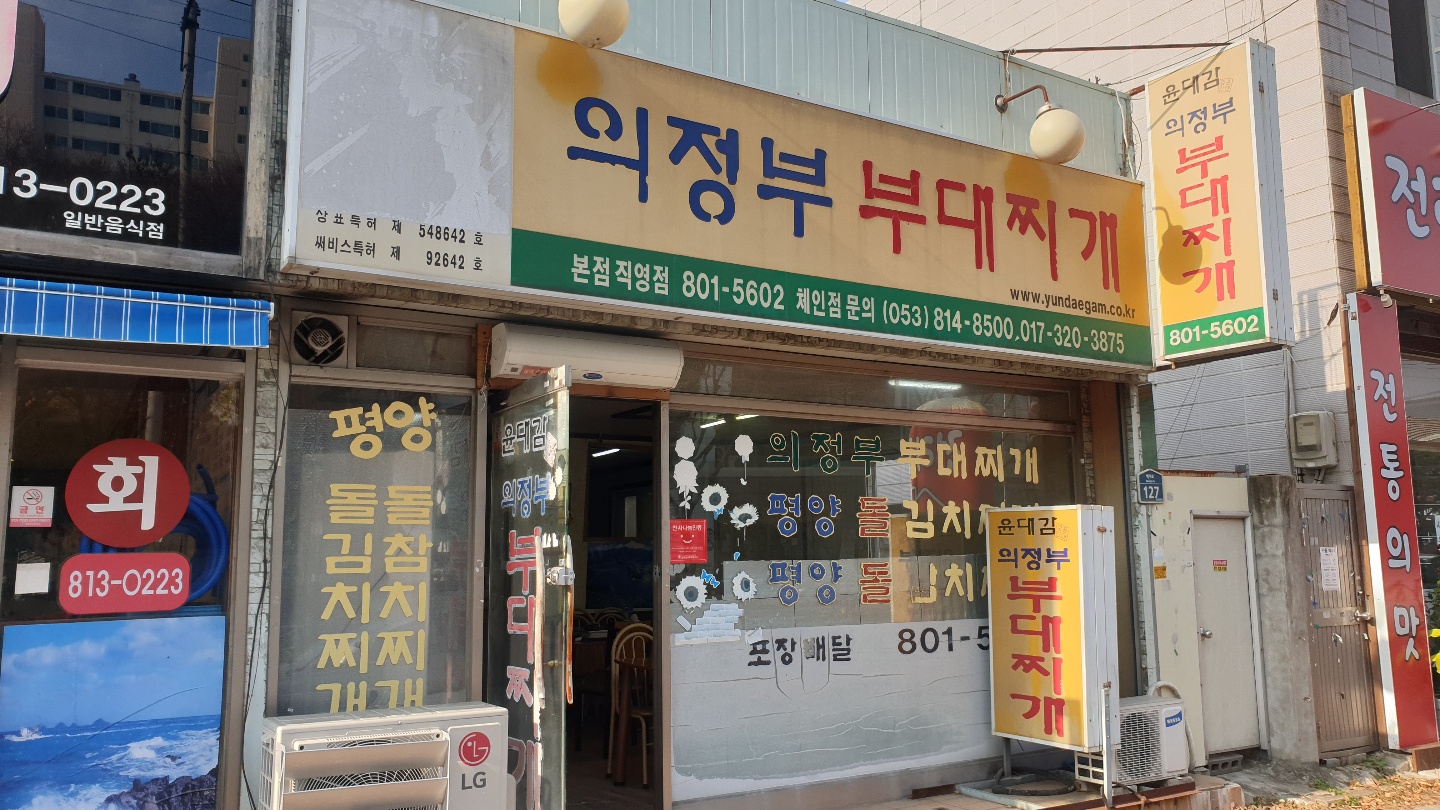 13-0223
일반음식점
금연
회
813-0223
의정부 부대찌개
상표특허 제 548642 호
써비스특허 제 92642 호
본점직영점 801-5602 체인점문의 (053)814-8500,017-320-3875
www.yundaegam.co.kr
윤대감
의정부
부대찌개
801-5602
평양
돌김치찌개
돌참치찌개
LG
윤대감
의정부
부대찌개
의정부 부대찌개
평양 돌김치
평양 돌김치
포장 배달 801-5
윤대감
의정부
부대찌개
127
전통의 맛